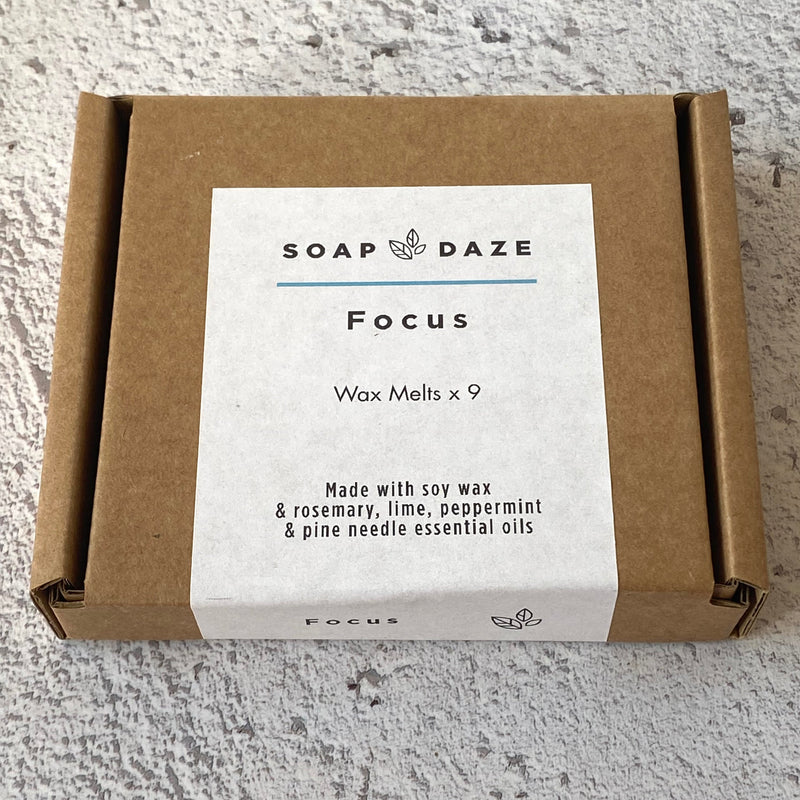 SOAP DAZE
Focus
Wax Melts x 9
Made with soy wax
& rosemary, lime, peppermint
& pine needle essential oils
Focus